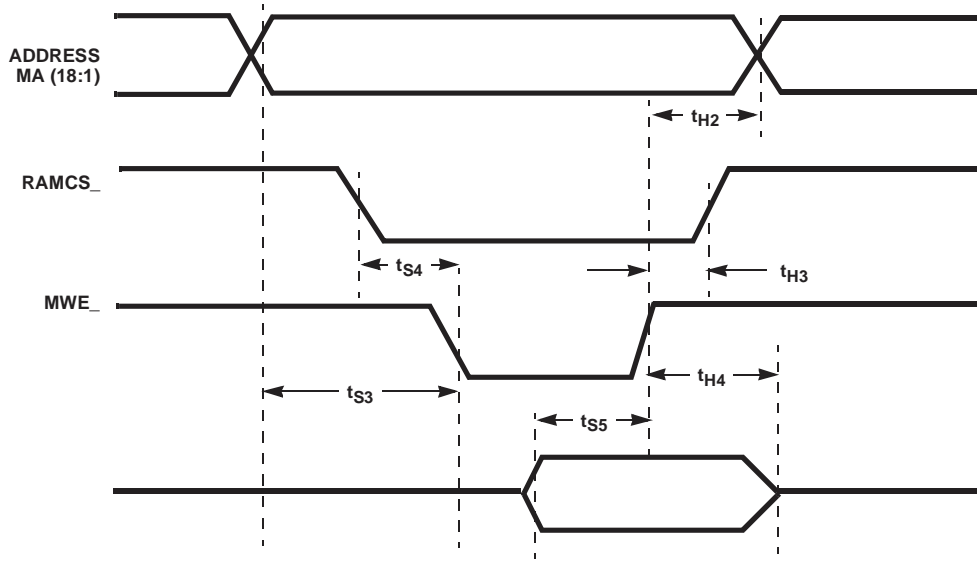 ADDRESS
MA (18:1)
tH2
RAMCS_
tS4
tH3
MWE_
tH4
tS3
tS5